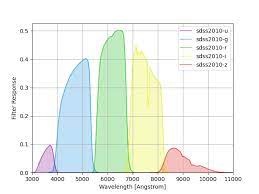 0.5
0.4
0.3
0.2
0.1
0.0
Filter Response
sdss2010-u
sdss2010-g
sdss2010-r
sdss2010-i
sdss2010-z
3000 4000 5000 6000 7000 8000 9000 10000 11000
Wavelength [Angstrom]